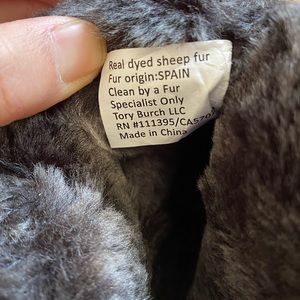 Real dyed sheep fur
Fur origin:SPAIN
Clean by a Fur
Specialist Only
Tory Burch LLC
RN #111395/CA570
Made in China